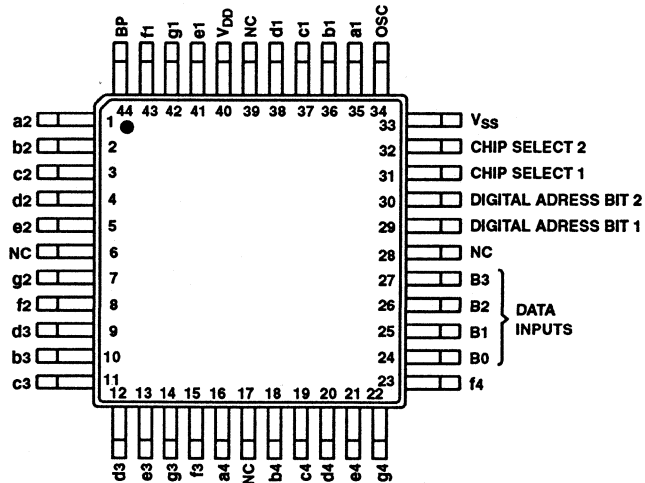 BP f1 g1 e1 VDD NC d1 c1 b1 a1 OSC
44 43 42 41 40 39 38 37 36 35 34
a2 1 33 VSS
b2 2 32 CHIP SELECT 2
c2 3 31 CHIP SELECT 1
d2 4 30 DIGITAL ADRESS BIT 2
e2 5 29 DIGITAL ADRESS BIT 1
NC 6 28 NC
g2 7 27 B3
f2 8 26 B2
d3 9 25 B1
b3 10 24 B0
DATA
INPUTS
c3 11 23 f4
12 13 14 15 16 17 18 19 20 21 22
d3 e3 g3 f3 a4 NC b4 c4 d4 e4 g4